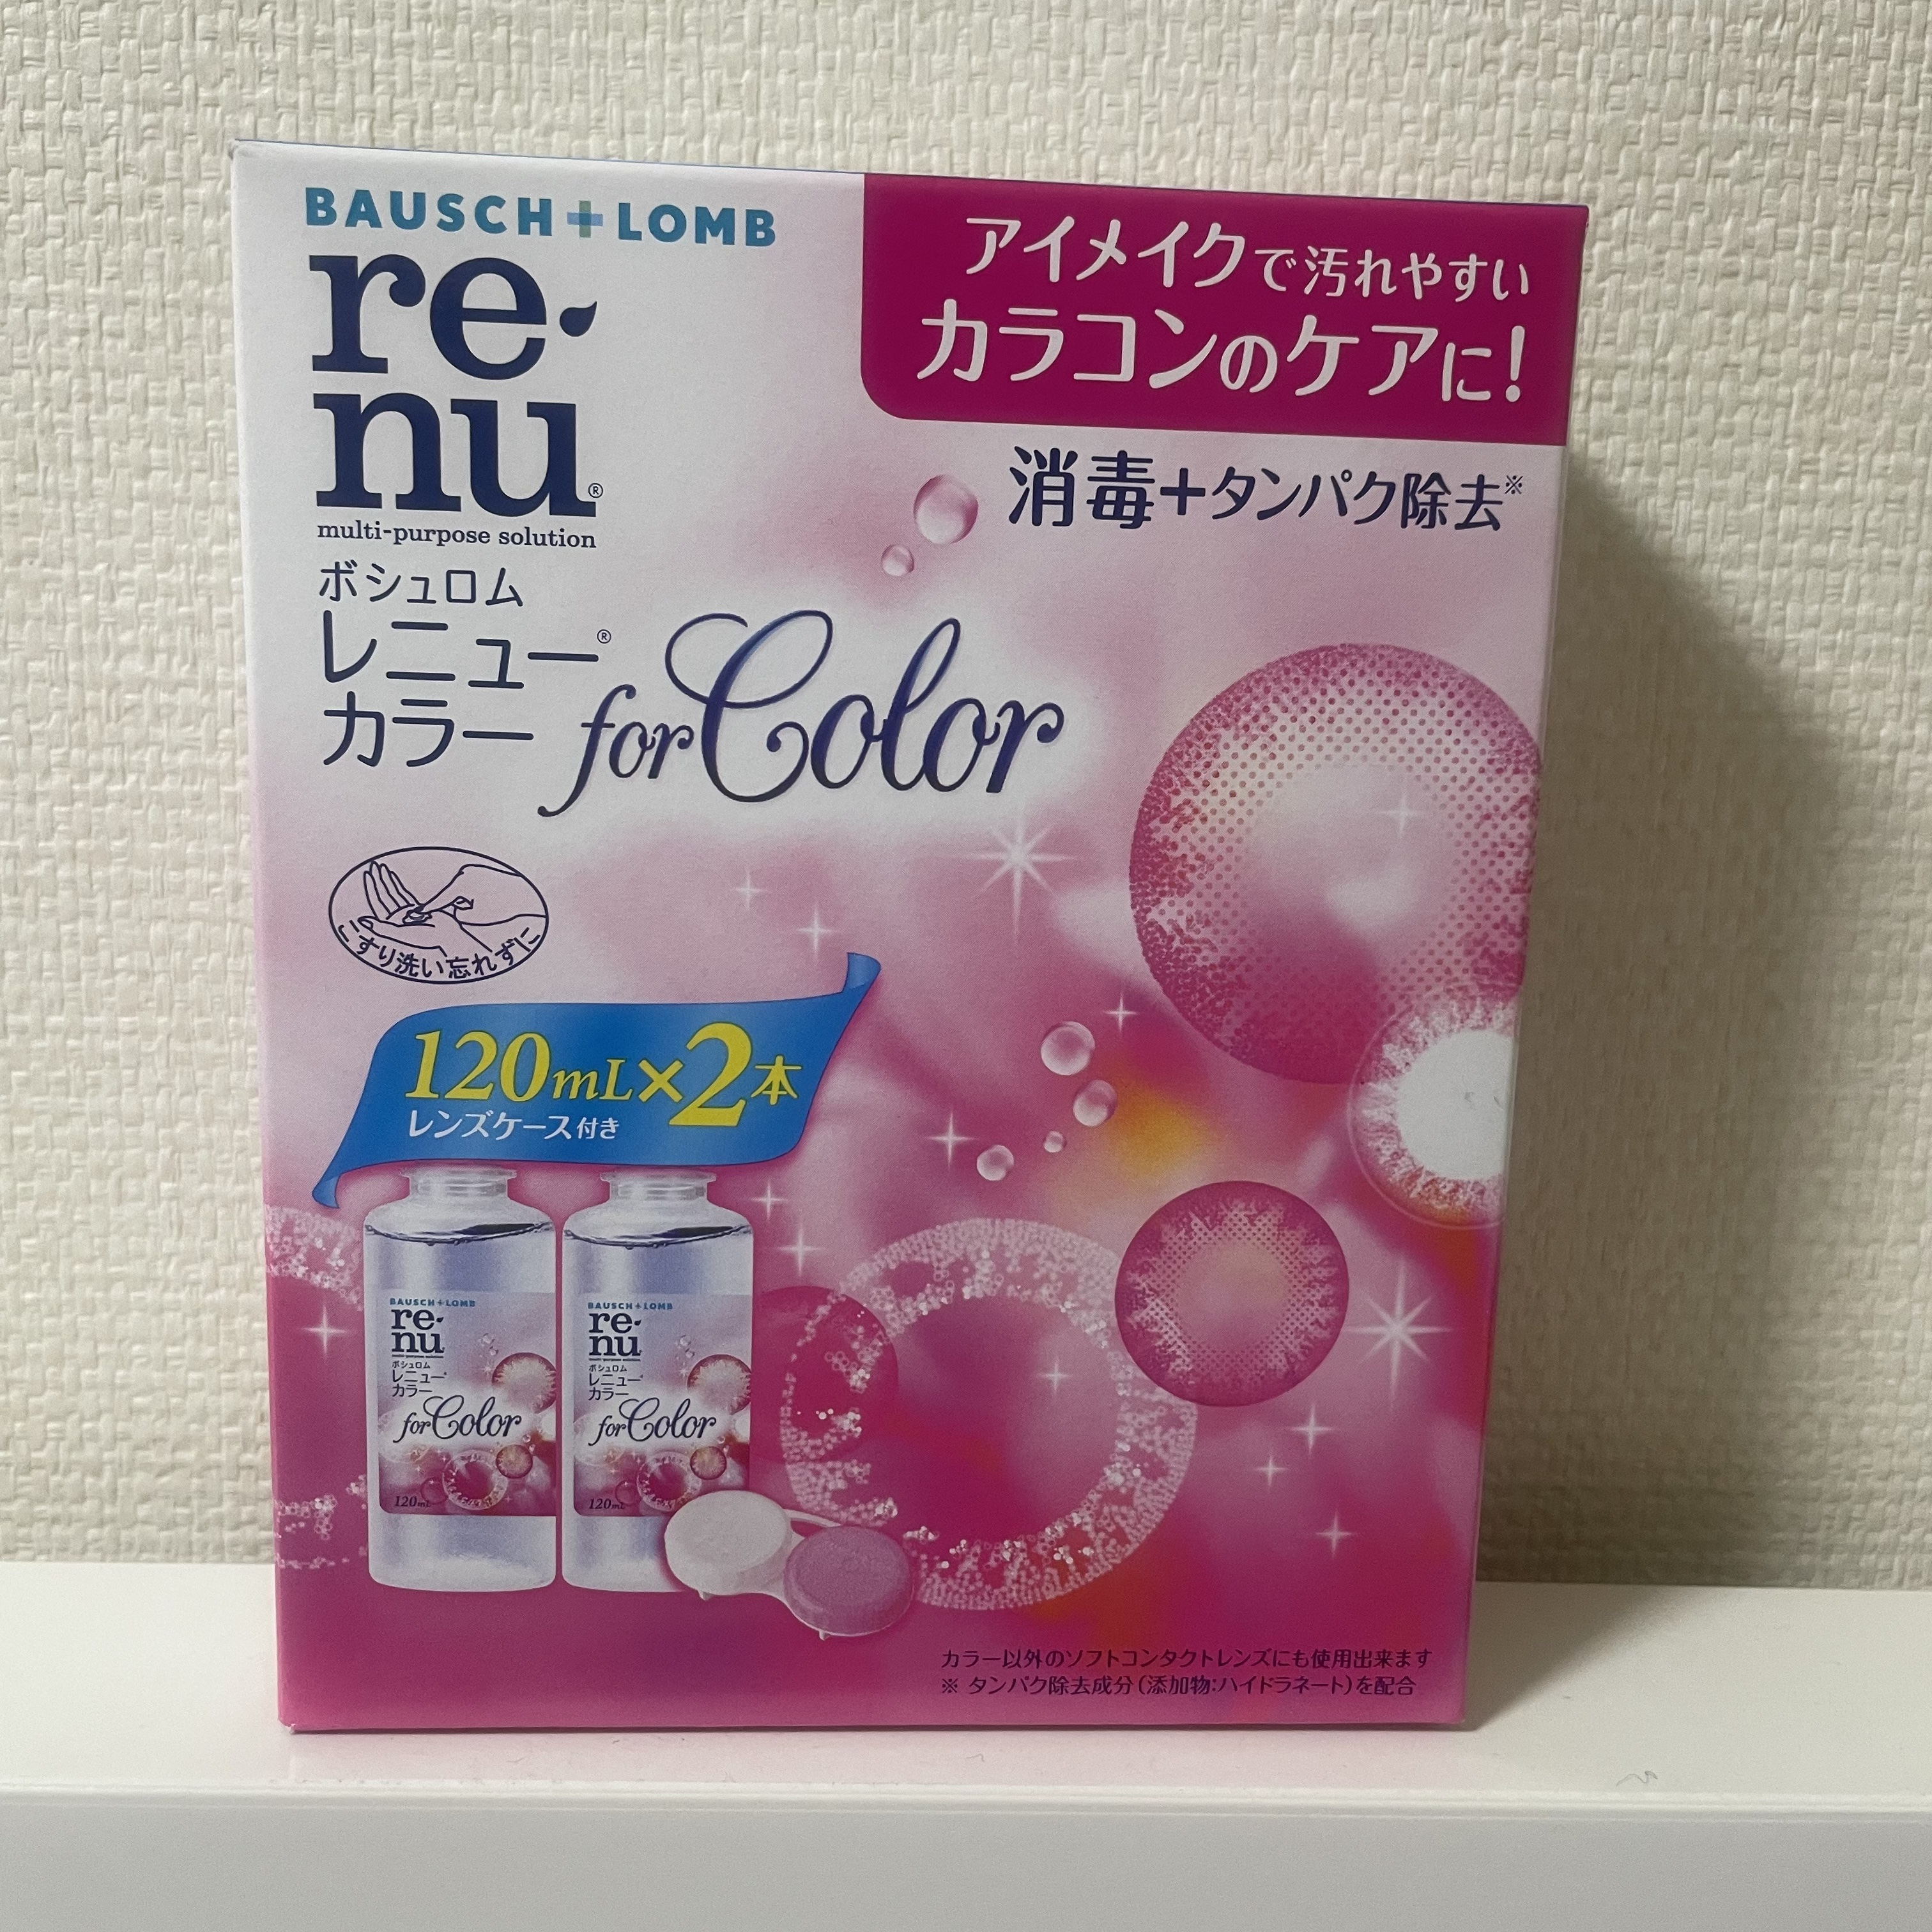 BAUSCH+LOMB
re
nu®
multi-purpose solution
ボシュロム
レニュー®
カラー
for Color
アイメイクで汚れやすい
カラコンのケアに!
消毒+タンパク除去※
こすり洗い忘れずに
120mL×2本
レンズケース付き
BAUSCH+LOMB
re
nu
ボシュロム
レニュー
カラー
for Color
120mL
BAUSCH+LOMB
re
nu
ボシュロム
レニュー
カラー
for Color
120mL
カラー以外のソフトコンタクトレンズにも使用出来ます
※ タンパク除去成分(添加物:ハイドラネート)を配合